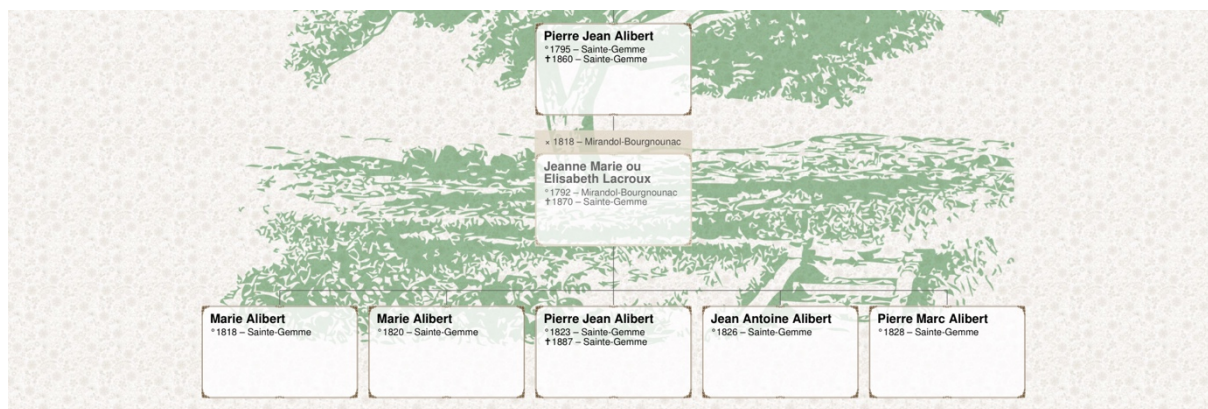 Pierre Jean Alibert
°1795 – Sainte-Gemme
✝1860 – Sainte-Gemme
× 1818 – Mirandol-Bourgnounac
Jeanne Marie ou
Elisabeth Lacroux
°1792 – Mirandol-Bourgnounac
✝1870 – Sainte-Gemme
Marie Alibert
°1818 – Sainte-Gemme
Marie Alibert
°1820 – Sainte-Gemme
Pierre Jean Alibert
°1823 – Sainte-Gemme
✝1887 – Sainte-Gemme
Jean Antoine Alibert
°1826 – Sainte-Gemme
Pierre Marc Alibert
°1828 – Sainte-Gemme